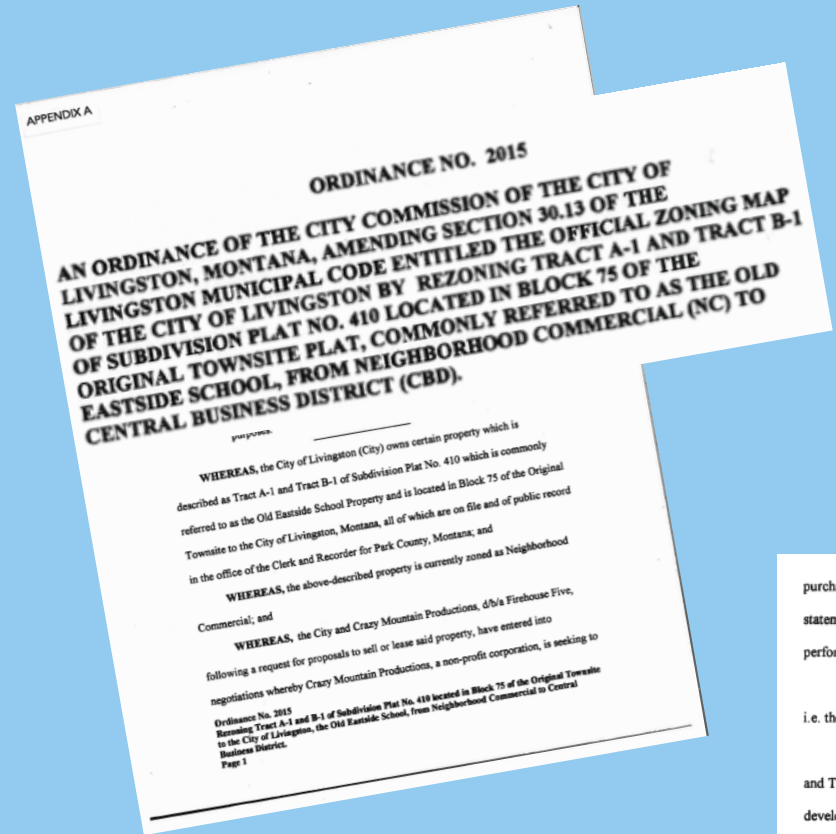 APPENDIX A
ORDINANCE NO. 2015
AN ORDINANCE OF THE CITY COMMISSION OF THE CITY OF
LIVINGSTON, MONTANA, AMENDING SECTION 30.13 OF THE
LIVINGSTON MUNICIPAL CODE ENTITLED THE OFFICIAL ZONING MAP
OF THE CITY OF LIVINGSTON BY REZONING TRACT A-1 AND TRACT B-1
OF SUBDIVISION PLAT NO. 410 LOCATED IN BLOCK 75 OF THE
ORIGINAL TOWNSITE PLAT, COMMONLY REFERRED TO AS THE OLD
EASTSIDE SCHOOL, FROM NEIGHBORHOOD COMMERCIAL (NC) TO
CENTRAL BUSINESS DISTRICT (CBD).
purposes.
WHEREAS, the City of Livingston (City) owns certain property which is
described as Tract A-1 and Tract B-1 of Subdivision Plat No. 410 which is commonly
referred to as the Old Eastside School Property and is located in Block 75 of the Original
Townsite to the City of Livingston, Montana, all of which are on file and of public record
in the office of the Clerk and Recorder for Park County, Montana; and
WHEREAS, the above-described property is currently zoned as Neighborhood
Commercial; and
WHEREAS, the City and Crazy Mountain Productions, d/b/a Firehouse Five,
following a request for proposals to sell or lease said property, have entered into
negotiations whereby Crazy Mountain Productions, a non-profit corporation, is seeking to
Ordinance No. 2015
Rezoning Tract A-1 and B-1 of Subdivision Plat No. 410 located in Block 75 of the Original Townsite
to the City of Livingston, the Old Eastside School, from Neighborhood Commercial to Central
Business District.
Page 1
purch
statem
perfor
i.e. th
and T
devel